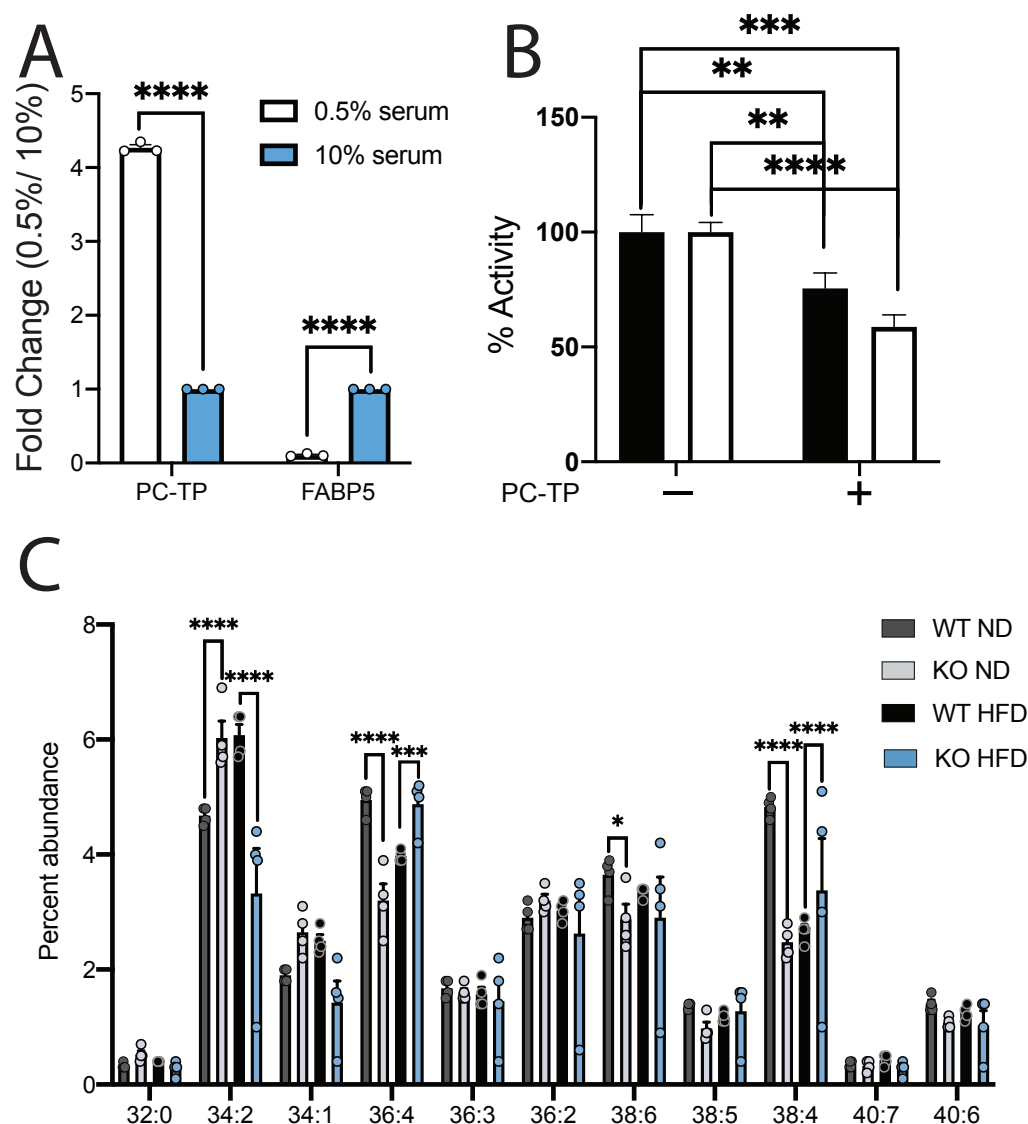 A
Fold Change (0.5%/ 10%)
5
4
3
2
1
0
****
****
0.5% serum
10% serum
PC-TP
FABP5
B
% Activity
150
100
50
0
***
**
**
****
PC-TP
—
+
C
Percent abundance
8
6
4
2
0
****
****
****
***
*
****
****
WT ND
KO ND
WT HFD
KO HFD
32:0
34:2
34:1
36:4
36:3
36:2
38:6
38:5
38:4
40:7
40:6